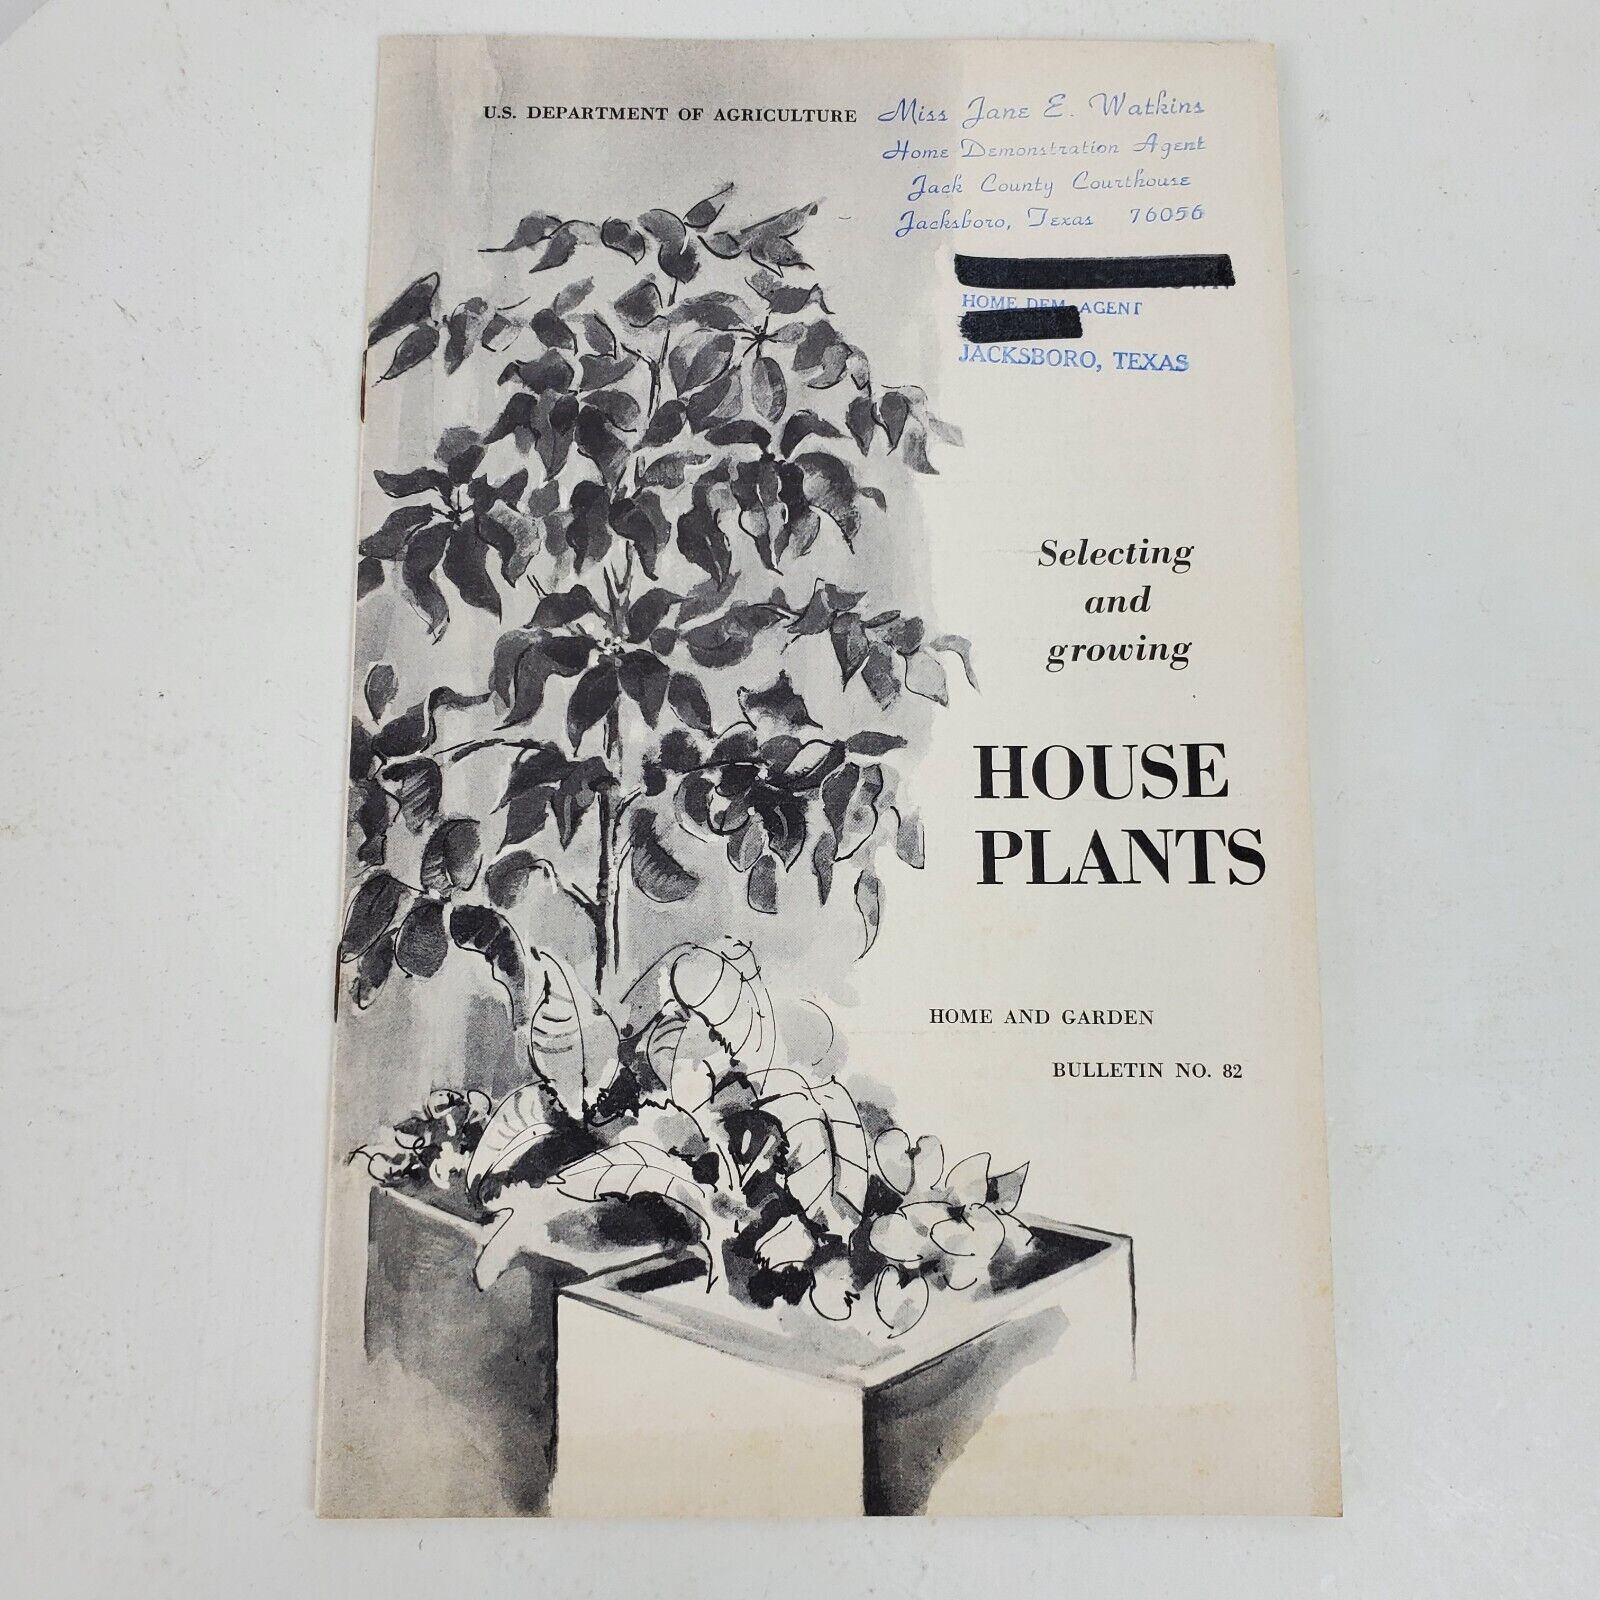 U.S. DEPARTMENT OF AGRICULTURE
Miss Jane E. Watkins
Home Demonstration Agent
Jack County Courthouse
Jacksboro, Texas 76056
HOME DEM. AGENT
JACKSBORO, TEXAS
Selecting
and
growing
HOUSE
PLANTS
HOME AND GARDEN
BULLETIN NO. 82